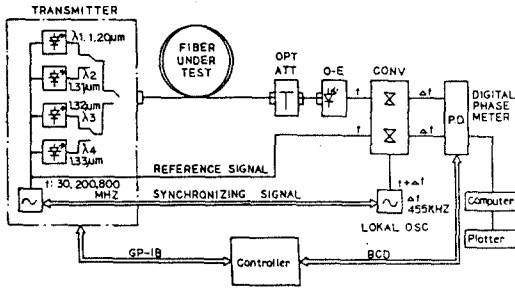 TRANSMITTER
λ1, 1,20μm
λ2
1,31μm
1,32μm
λ3
λ4
1,33μm
FIBER
UNDER
TEST
OPT
ATT
O-E
CONV
f
Δf
P.D.
DIGITAL
PHASE
METER
f
Δf
REFERENCE SIGNAL
f: 30, 200, 800
MHZ
SYNCHRONIZING SIGNAL
f+Δf
Δf
455KHZ
LOKAL OSC
Computer
Plotter
GP-IB
Controller
BCD